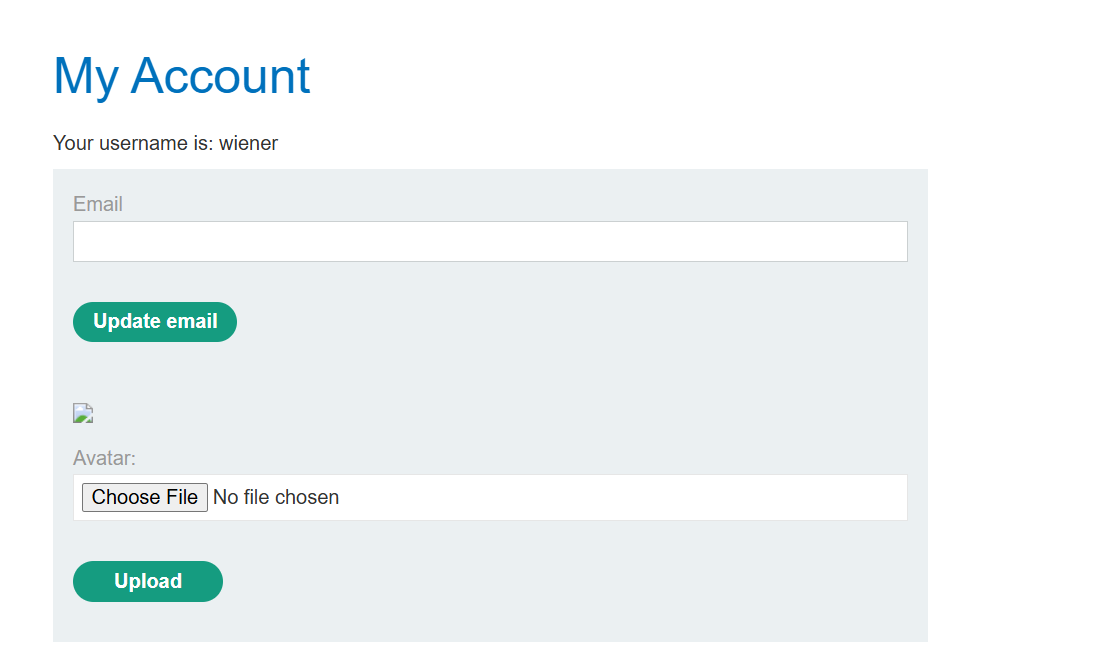 My Account
Your username is: wiener
Email
Update email
Avatar:
Choose File No file chosen
Upload